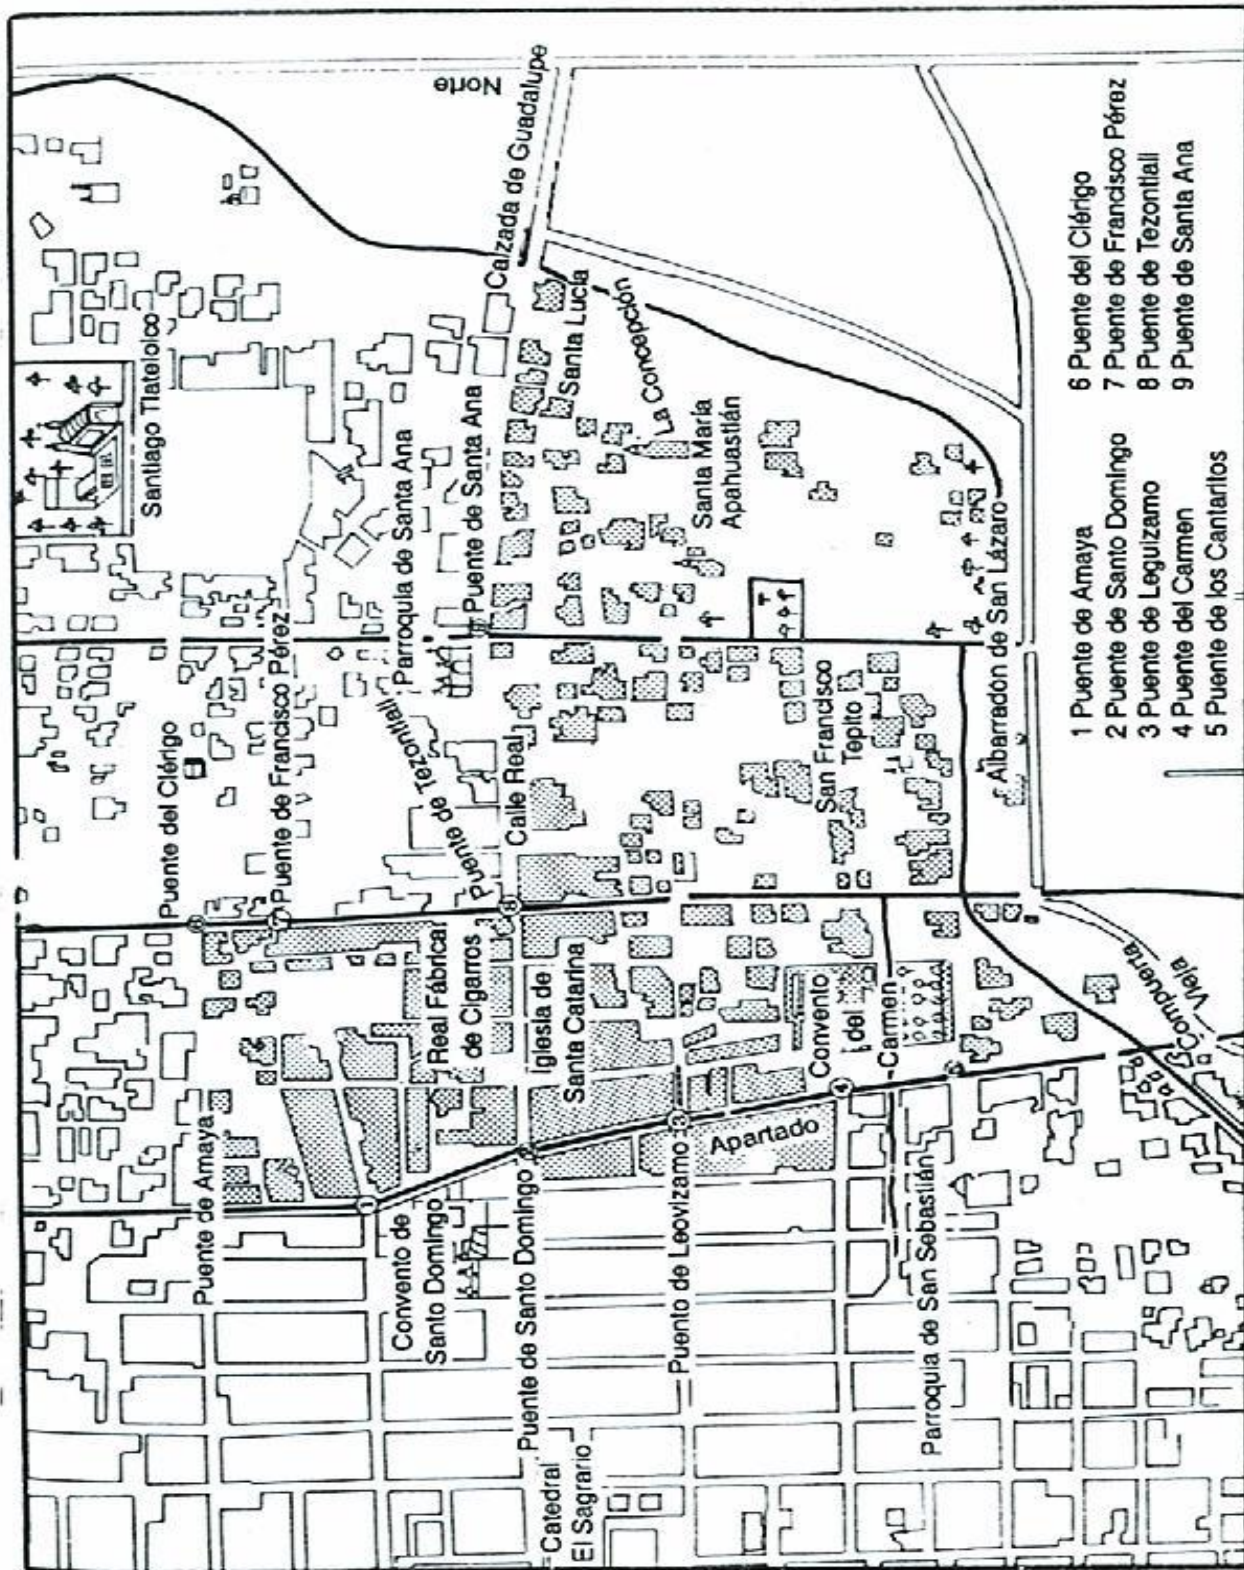 Norte
Santiago Tlatelolco
Calzada de Guadalupe
Santa Lucía
La Concepción
Santa María
Apahuastlán
Parroquia de Santa Ana
Puente de Santa Ana
9
Puente del Clérigo
Puente de Francisco Pérez
Puente de Tezontlall
Calle Real
8
San Francisco
Tepito
Albarradón de San Lázaro
Real Fábrica
de Cigarros
Iglesia de
Santa Catarina
Convento
del
Carmen
Compuerta
Vieja
Puente de Amaya
1
Convento de
Santo Domingo
Puente de Santo Domingo
3
Puento de Leovizamo
Apartado
4
Parroquia de San Sebastián
Catedral
El Sagrario
1 Puente de Amaya
2 Puente de Santo Domingo
3 Puente de Leguizamo
4 Puente del Carmen
5 Puente de los Cantaritos
6 Puente del Clérigo
7 Puente de Francisco Pérez
8 Puente de Tezontlall
9 Puente de Santa Ana